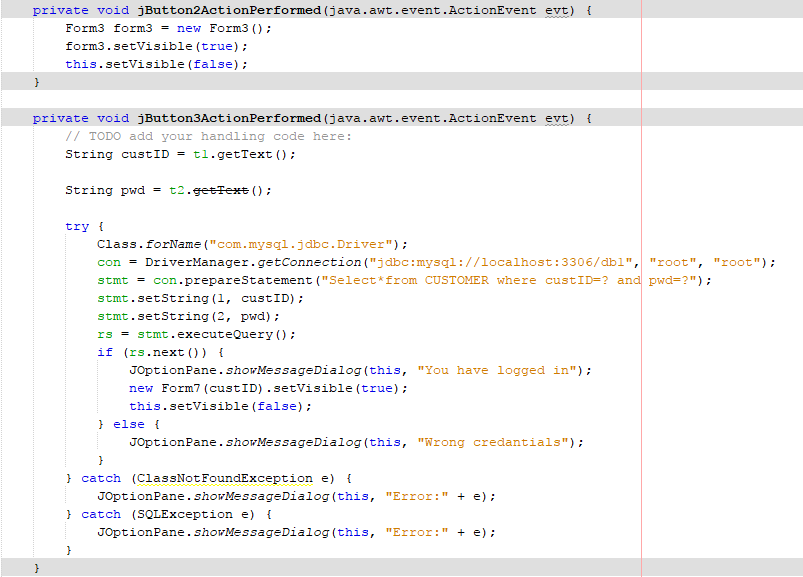 private void jButton2ActionPerformed(java.awt.event.ActionEvent evt) {
Form3 form3 = new Form3();
form3.setVisible(true);
this.setVisible(false);
}
private void jButton3ActionPerformed(java.awt.event.ActionEvent evt) {
// TODO add your handling code here:
String custID = t1.getText();
String pwd = t2.getText();
try {
Class.forName("com.mysql.jdbc.Driver");
con = DriverManager.getConnection("jdbc:mysql://localhost:3306/db1", "root", "root");
stmt = con.prepareStatement("Select*from CUSTOMER where custID=? and pwd=?");
stmt.setString(1, custID);
stmt.setString(2, pwd);
rs = stmt.executeQuery();
if (rs.next()) {
JOptionPane.showMessageDialog(this, "You have logged in");
new Form7(custID).setVisible(true);
this.setVisible(false);
} else {
JOptionPane.showMessageDialog(this, "Wrong credantials");
}
} catch (ClassNotFoundException e) {
JOptionPane.showMessageDialog(this, "Error:" + e);
} catch (SQLException e) {
JOptionPane.showMessageDialog(this, "Error:" + e);
}
}